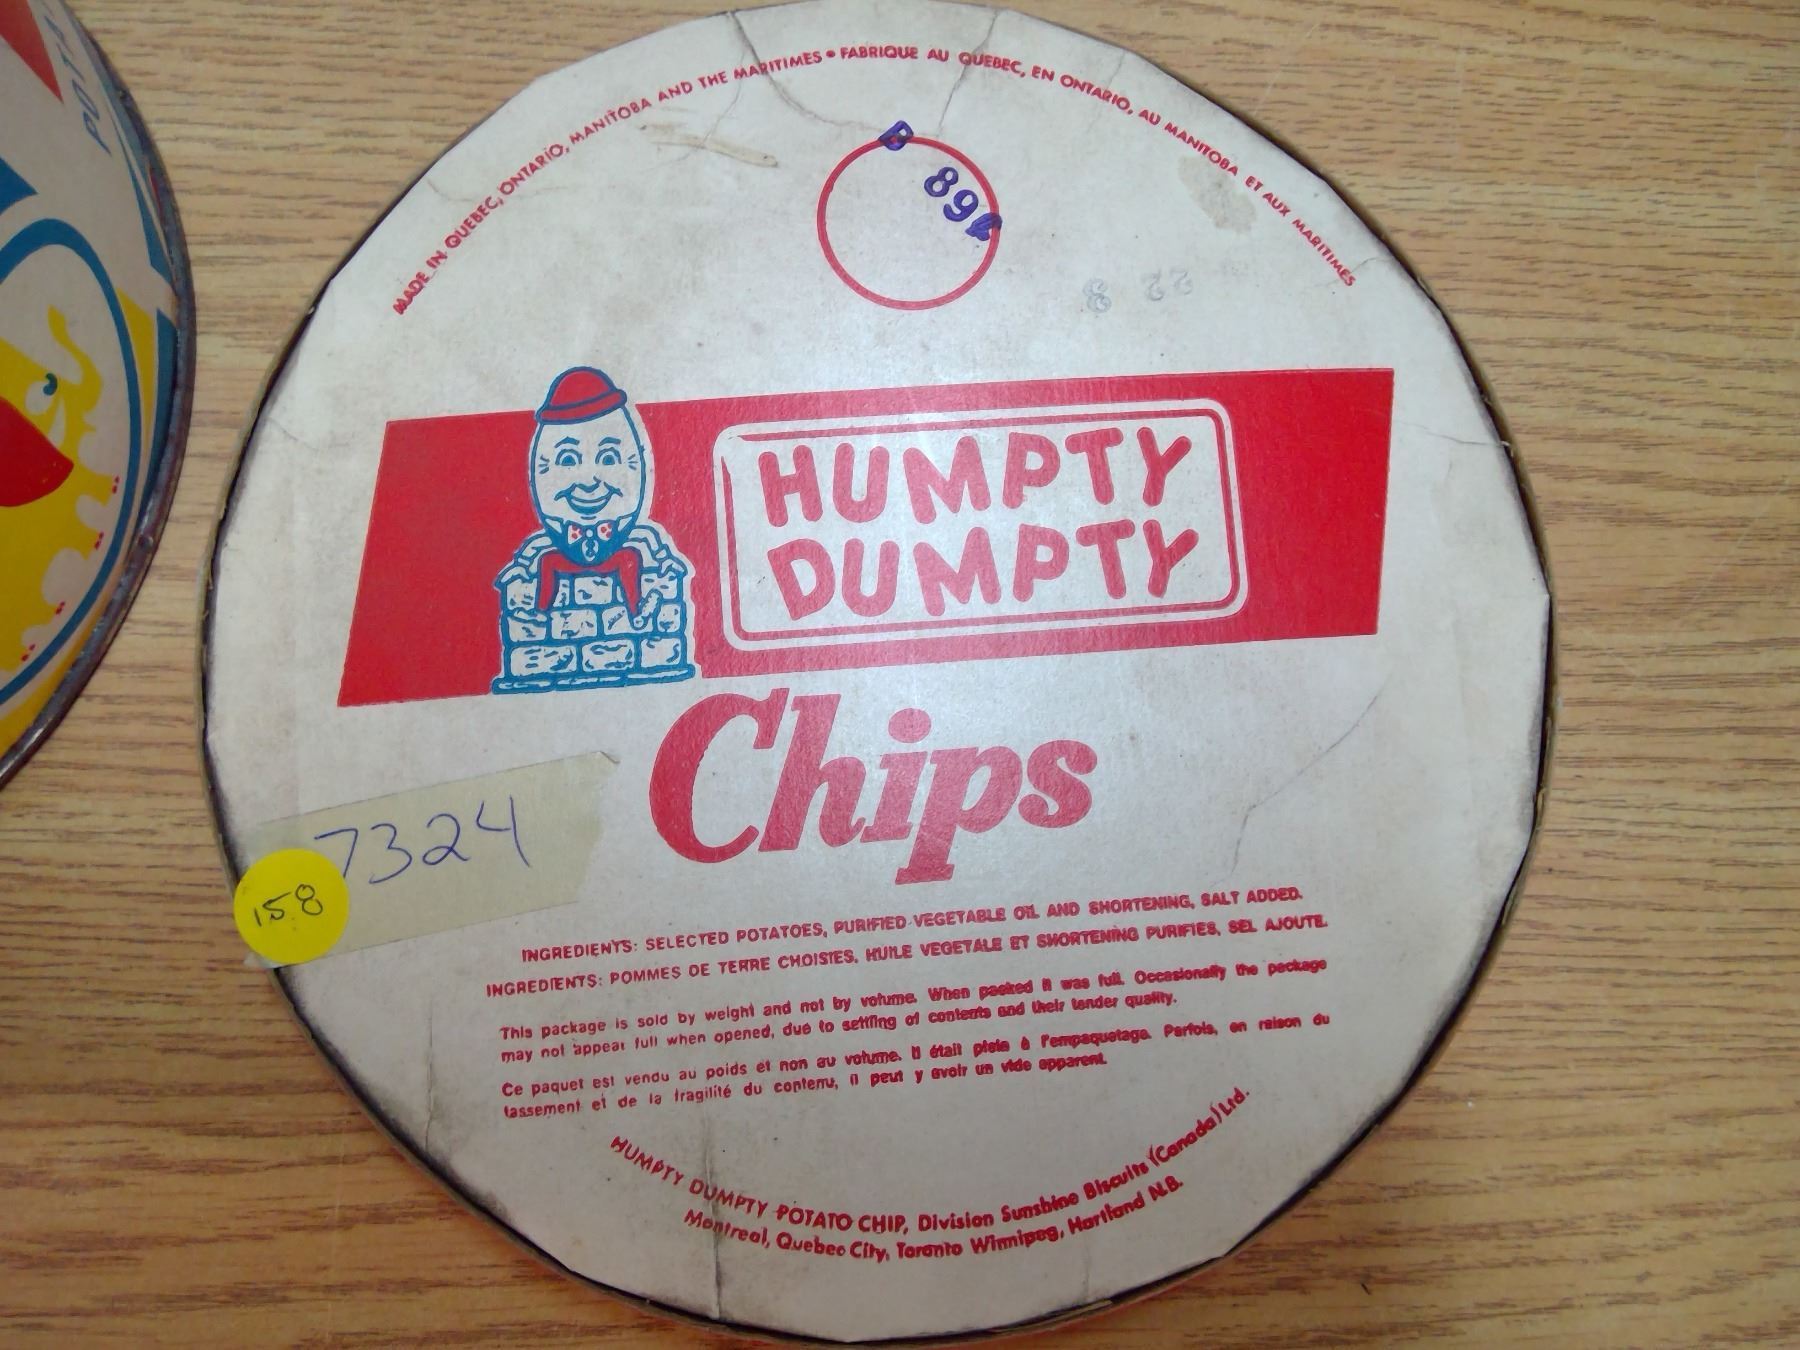 MADE IN QUEBEC, ONTARIO, MANITOBA AND THE MARITIMES • FABRIQUE AU QUEBEC, EN ONTARIO, AU MANITOBA ET AUX MARITIMES
B 892
22 3
HUMPTY
DUMPTY
Chips
7324
158
INGREDIENTS: SELECTED POTATOES, PURIFIED VEGETABLE OIL AND SHORTENING, SALT ADDED.
INGREDIENTS: POMMES DE TERRE CHOISIES, HUILE VEGETALE ET SHORTENING PURIFIES, SEL AJOUTE.
This package is sold by weight and not by volume. When packed it was full. Occasionally the package
may not appear full when opened, due to settling of contents and their tender quality.
Ce paquet est vendu au poids et non au volume. Il était plein à l'empaquetage. Parfois, en raison du
tassement et de la fragilité du contenu, il peut y avoir un vide apparent.
HUMPTY DUMPTY POTATO CHIP, Division Sunshine Biscuits (Canada) Ltd.
Montreal, Quebec City, Toronto Winnipeg, Hartland N.B.